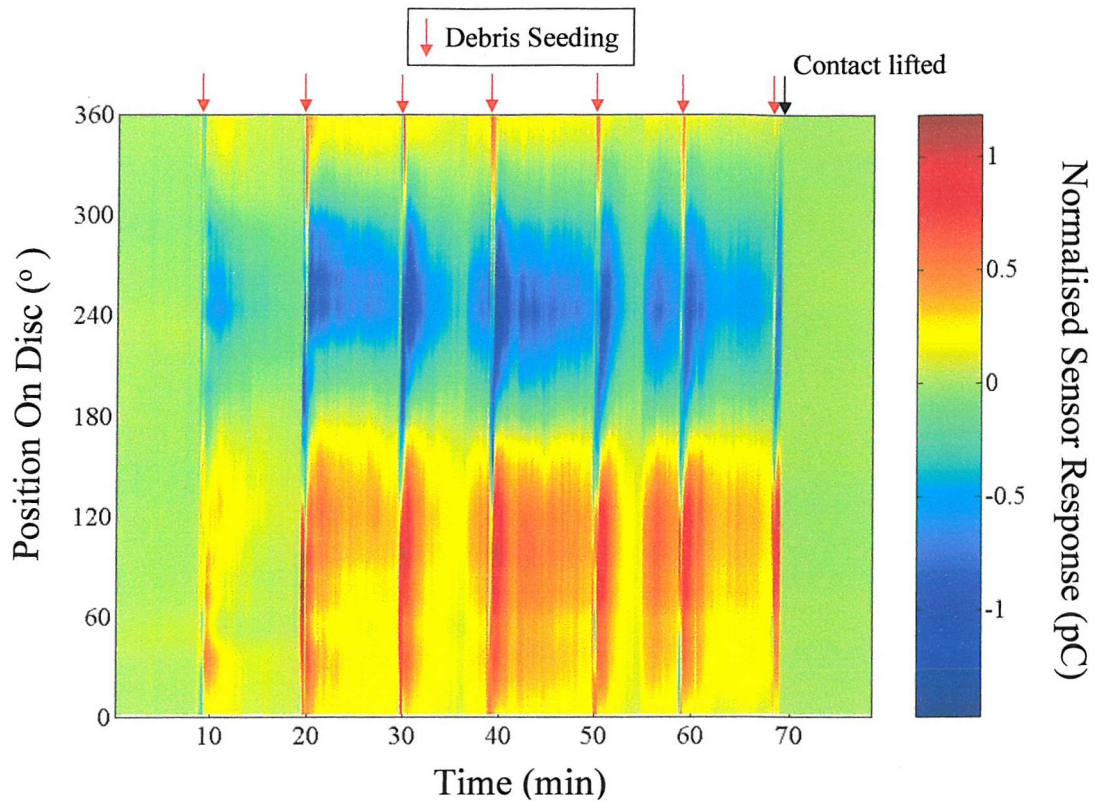 Debris Seeding
Contact lifted
360
300
240
180
120
60
0
Position On Disc (º)
10 20 30 40 50 60 70
Time (min)
1
0.5
0
-0.5
-1
Normalised Sensor Response (pC)